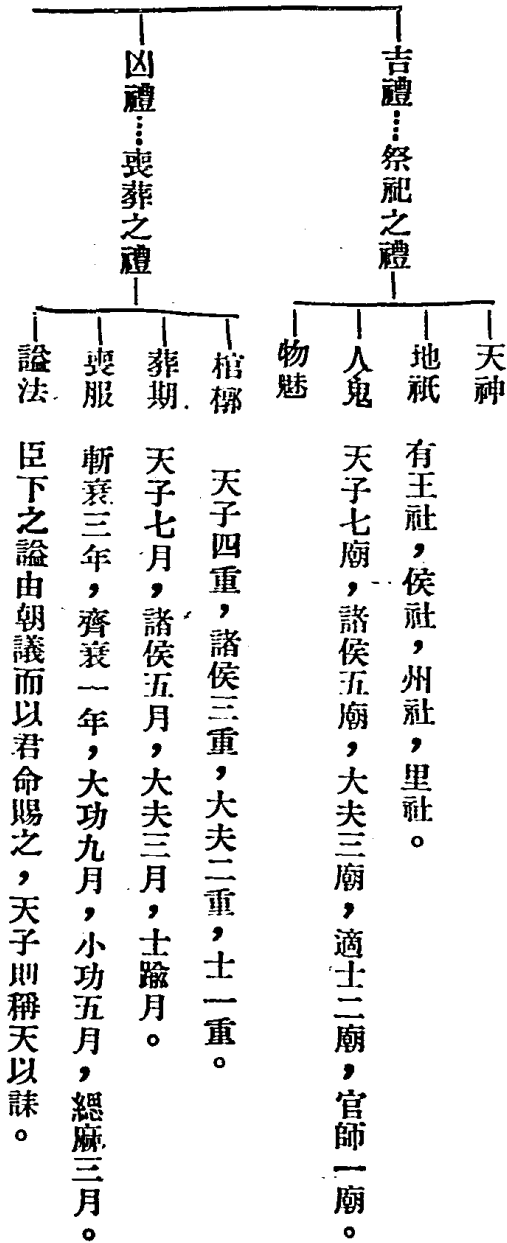 吉禮……祭祀之禮
天神
地祇　有王社，侯社，州社，里社。
人鬼　天子七廟，諸侯五廟，大夫三廟，適士二廟，官師一廟。
物魅
凶禮……喪葬之禮
棺槨　天子四重，諸侯三重，大夫二重，士一重。
葬期　天子七月，諸侯五月，大夫三月，士踰月。
喪服　斬衰三年，齊衰一年，大功九月，小功五月，緦麻三月。
謚法　臣下之謚由朝議而以君命賜之，天子則稱天以誄。